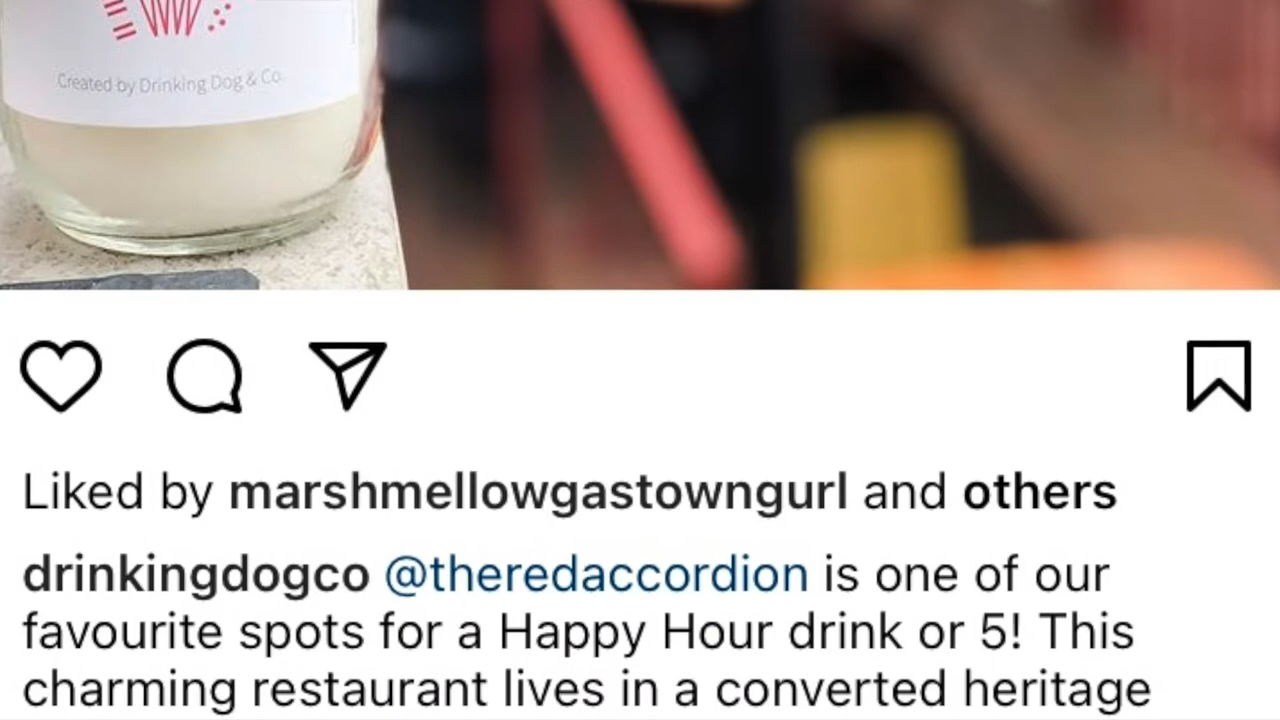 Created by Drinking Dog & Co.
Liked by marshmellowgastowngurl and others
drinkingdogco @theredaccordion is one of our
favourite spots for a Happy Hour drink or 5! This
charming restaurant lives in a converted heritage